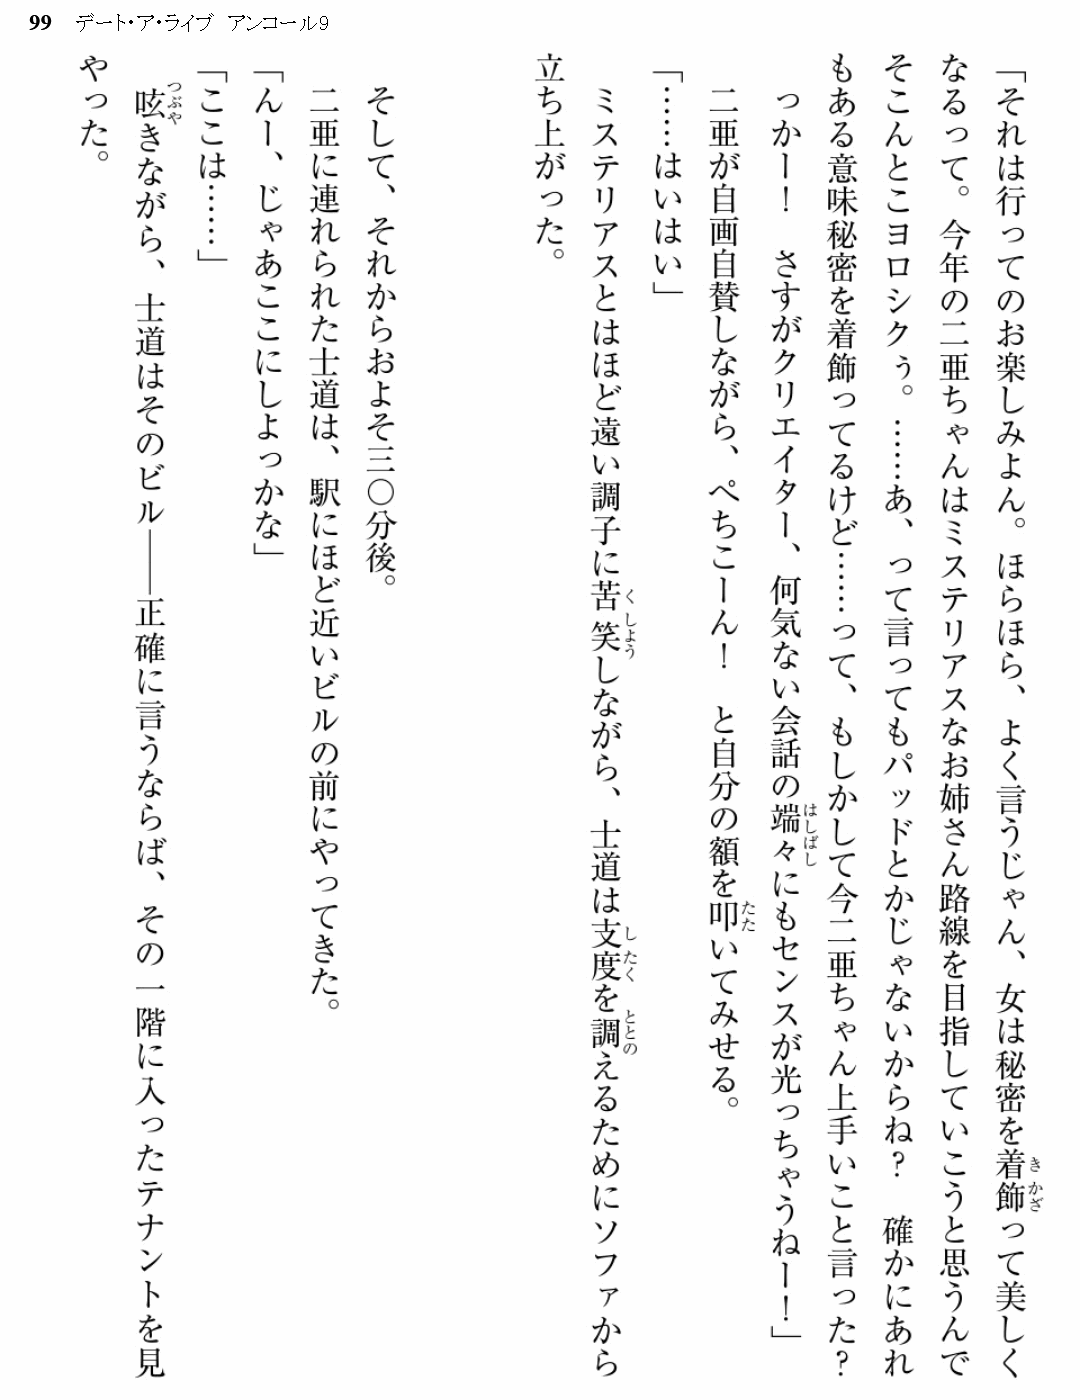 99 デート・ア・ライブ アンコール9
「それは行ってのお楽しみよん。ほらほら、よく言うじゃん、女は秘密を着飾って美しく
なるって。今年の二亜ちゃんはミステリアスなお姉さん路線を目指していこうと思うんで
そこんとこヨロシクぅ。……あ、って言ってもパッドとかじゃないからね？　確かにあれ
もある意味秘密を着飾ってるけど……って、もしかして今二亜ちゃん上手いこと言った？
っかー！　さすがクリエイター、何気ない会話の端々にもセンスが光っちゃうねー！」
二亜が自画自賛しながら、ぺちこーん！　と自分の額を叩いてみせる。
「……はいはい」
ミステリアスとはほど遠い調子に苦笑しながら、士道は支度を調えるためにソファから
立ち上がった。
そして、それからおよそ三〇分後。
二亜に連れられた士道は、駅にほど近いビルの前にやってきた。
「んー、じゃあここにしよっかな」
「ここは……」
呟きながら、士道はそのビル――正確に言うならば、その一階に入ったテナントを見
やった。